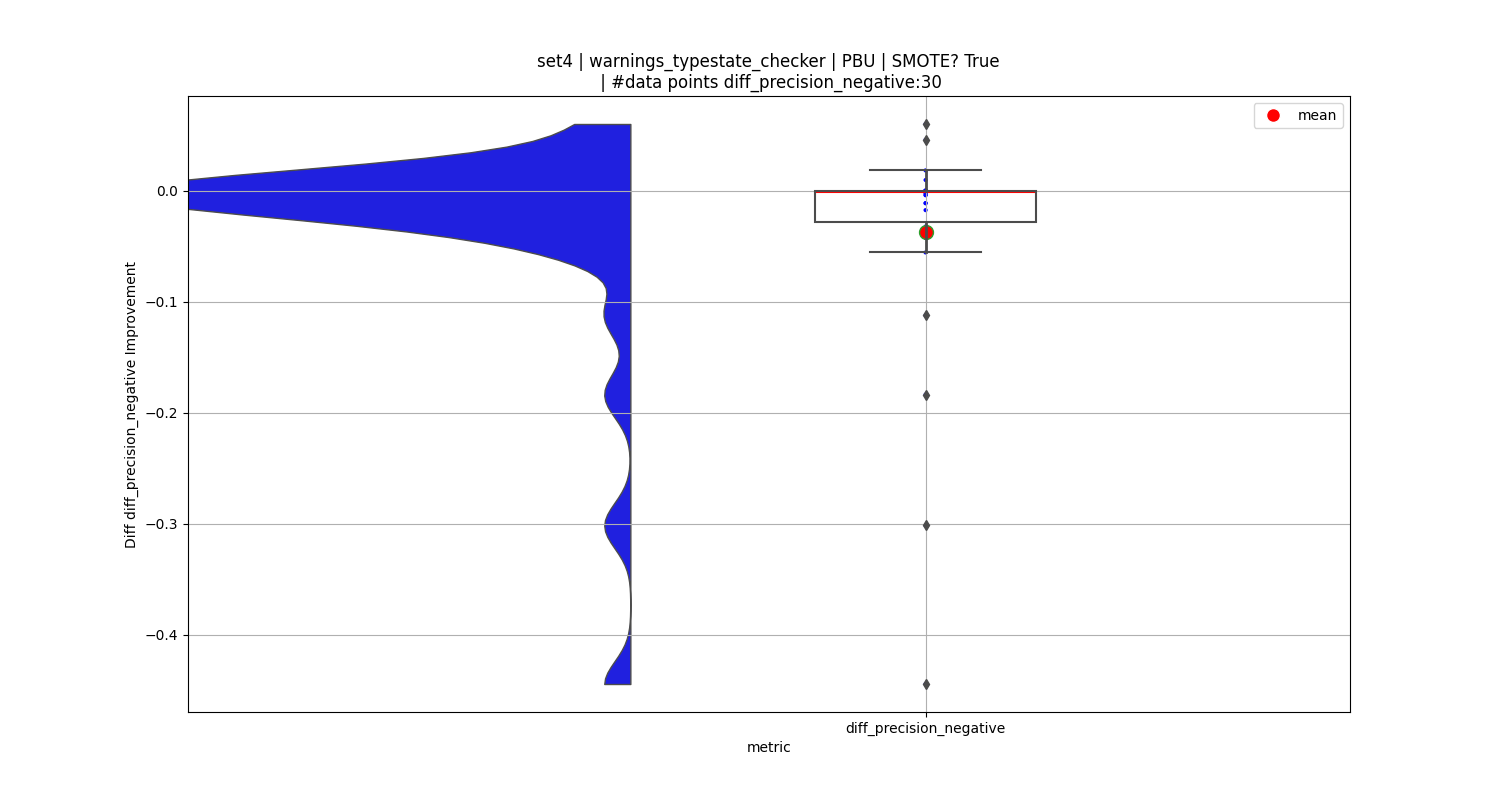 set4 | warnings_typestate_checker | PBU | SMOTE? True
| #data points diff_precision_negative:30
mean
0.0
−0.1
−0.2
−0.3
−0.4
Diff diff_precision_negative Improvement
diff_precision_negative
metric